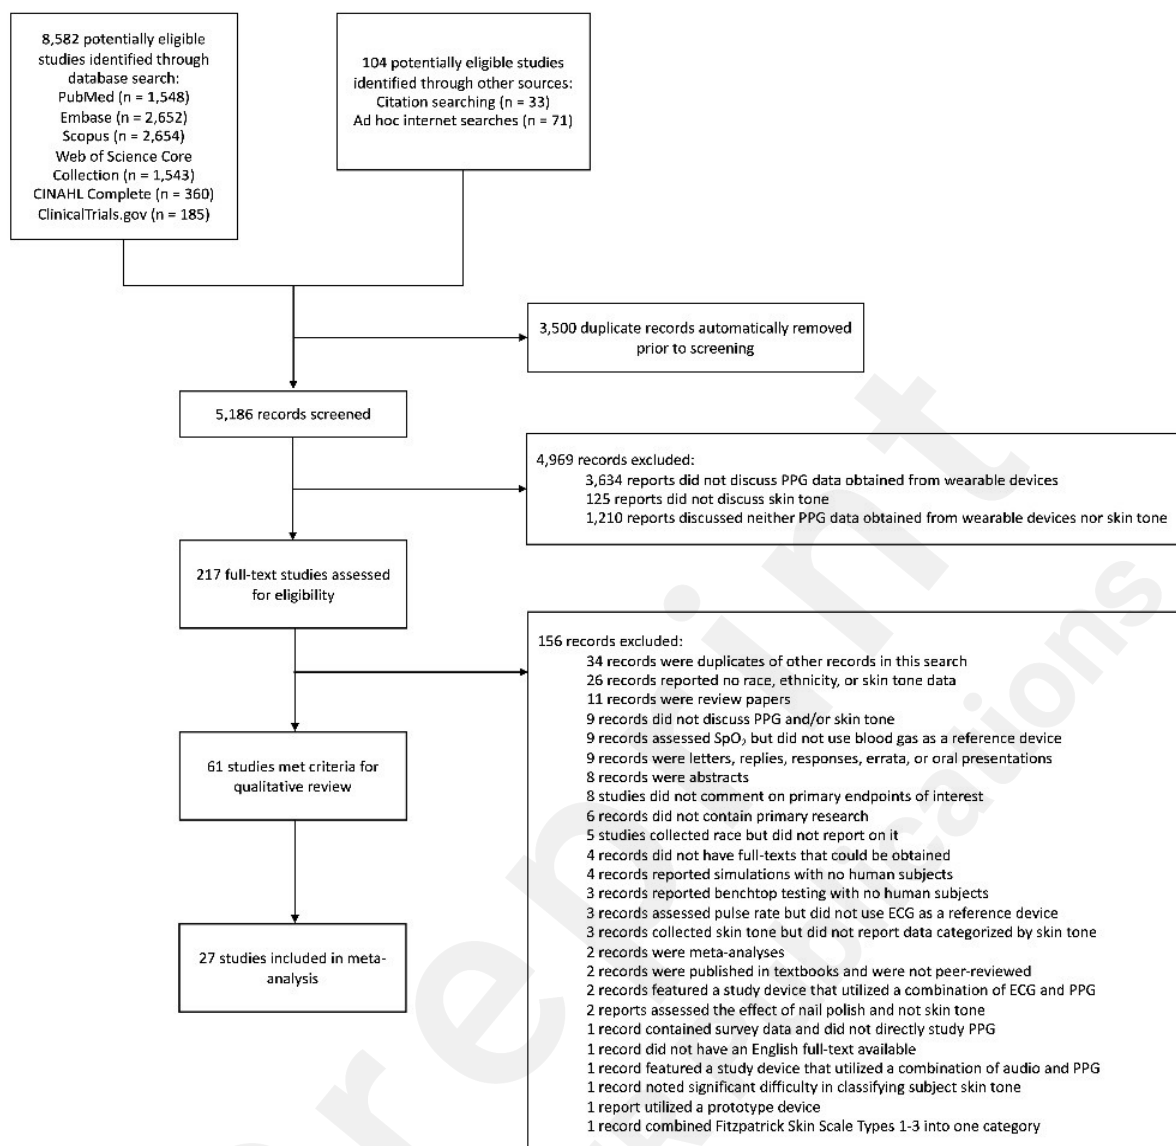 8,582 potentially eligible
studies identified through
database search:
PubMed (n = 1,548)
Embase (n = 2,652)
Scopus (n = 2,654)
Web of Science Core
Collection (n = 1,543)
CINAHL Complete (n = 360)
ClinicalTrials.gov (n = 185)
104 potentially eligible studies
identified through other sources:
Citation searching (n = 33)
Ad hoc internet searches (n = 71)
3,500 duplicate records automatically removed
prior to screening
5,186 records screened
4,969 records excluded:
3,634 reports did not discuss PPG data obtained from wearable devices
125 reports did not discuss skin tone
1,210 reports discussed neither PPG data obtained from wearable devices nor skin tone
217 full-text studies assessed
for eligibility
156 records excluded:
34 records were duplicates of other records in this search
26 records reported no race, ethnicity, or skin tone data
11 records were review papers
9 records did not discuss PPG and/or skin tone
9 records assessed SpO₂ but did not use blood gas as a reference device
9 records were letters, replies, responses, errata, or oral presentations
8 records were abstracts
8 studies did not comment on primary endpoints of interest
6 records did not contain primary research
5 studies collected race but did not report on it
4 records did not have full-texts that could be obtained
4 records reported simulations with no human subjects
3 records reported benchtop testing with no human subjects
3 records assessed pulse rate but did not use ECG as a reference device
3 records collected skin tone but did not report data categorized by skin tone
2 records were meta-analyses
2 records were published in textbooks and were not peer-reviewed
2 records featured a study device that utilized a combination of ECG and PPG
2 reports assessed the effect of nail polish and not skin tone
1 record contained survey data and did not directly study PPG
1 record did not have an English full-text available
1 record featured a study device that utilized a combination of audio and PPG
1 record noted significant difficulty in classifying subject skin tone
1 report utilized a prototype device
1 record combined Fitzpatrick Skin Scale Types 1-3 into one category
61 studies met criteria for
qualitative review
27 studies included in meta-
analysis
reprint
ublications